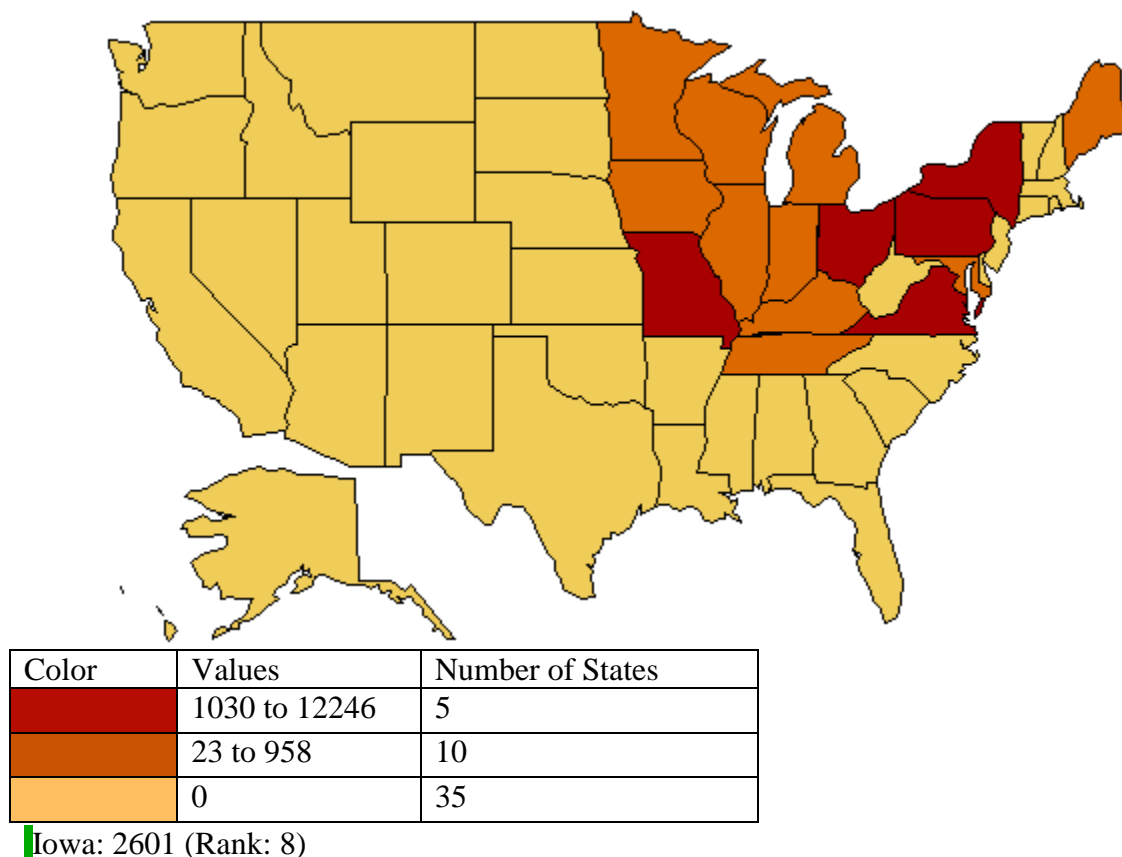 Color Values Number of States
1030 to 12246 5
23 to 958 10
0 35
Iowa: 2601 (Rank: 8)